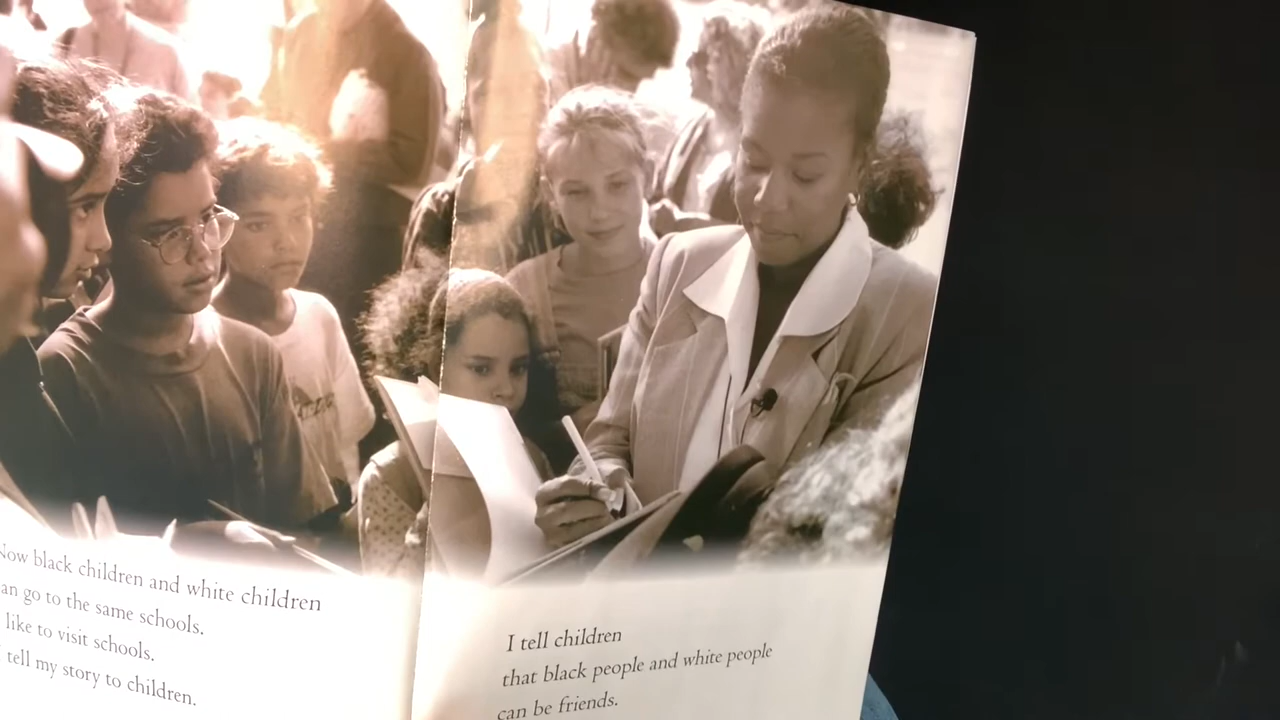 Now black children and white children
an go to the same schools.
like to visit schools.
tell my story to children.
I tell children
that black people and white people
can be friends.